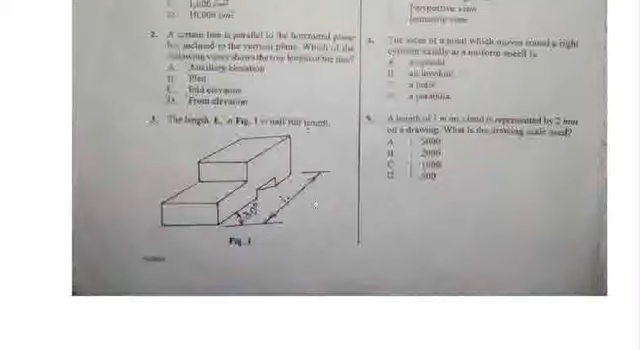 1,000 cm²
D. 10,000 cm²
2. A certain line is parallel to the horizontal plane
but inclined to the vertical plane. Which of the
following views shows the true length of the line?
A. Auxiliary elevation
B. Plan
C. End elevation
D. Front elevation
3. The length, L, in Fig. 1 is half full
30°
L
Fig. 1
Perspective view
view
4. The locus of a point which moves round a right
cylinder axially at a uniform speed is
A
B an involute
C a helix
D a parabola
5. A length of 1 m on a land is represented by 2 mm
on a drawing. What is the drawing scale used?
A 1 : 5000
B 1 : 2000
C 1 : 1000
D 1 : 500